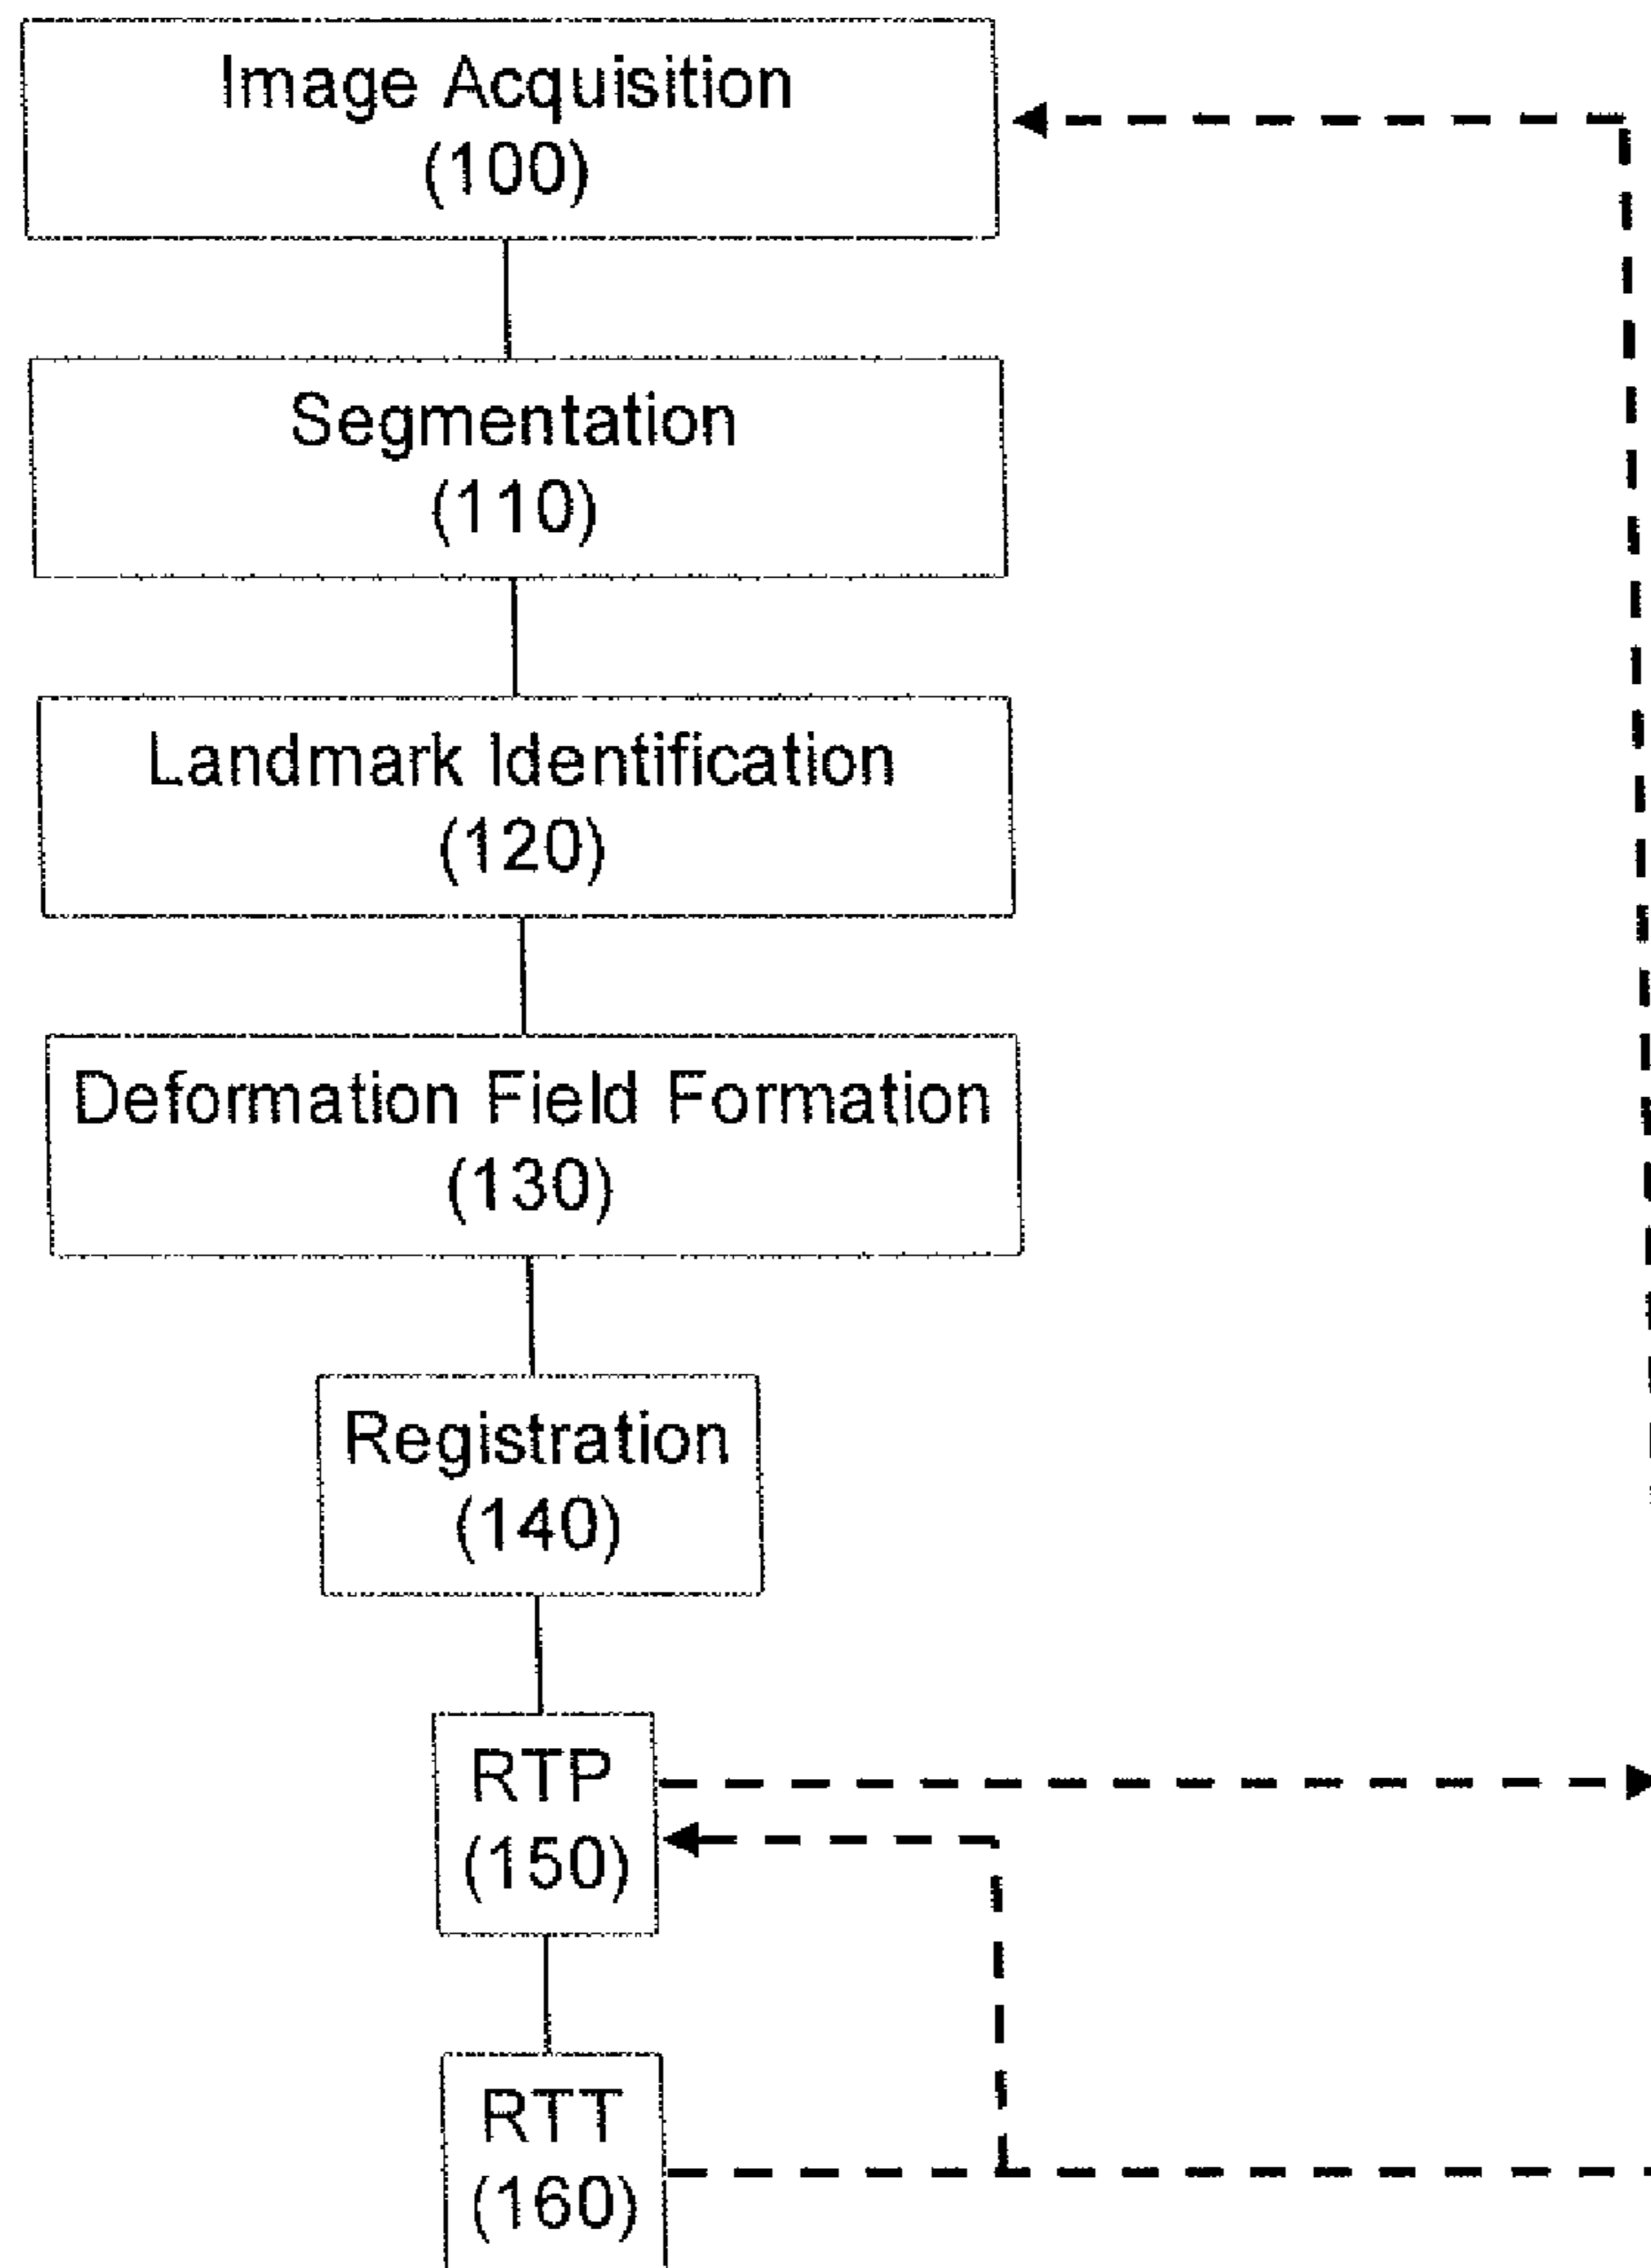 Image Acquisition
(100)
Segmentation
(110)
Landmark Identification
(120)
Deformation Field Formation
(130)
Registration
(140)
RTP
(150)
RTT
(160)